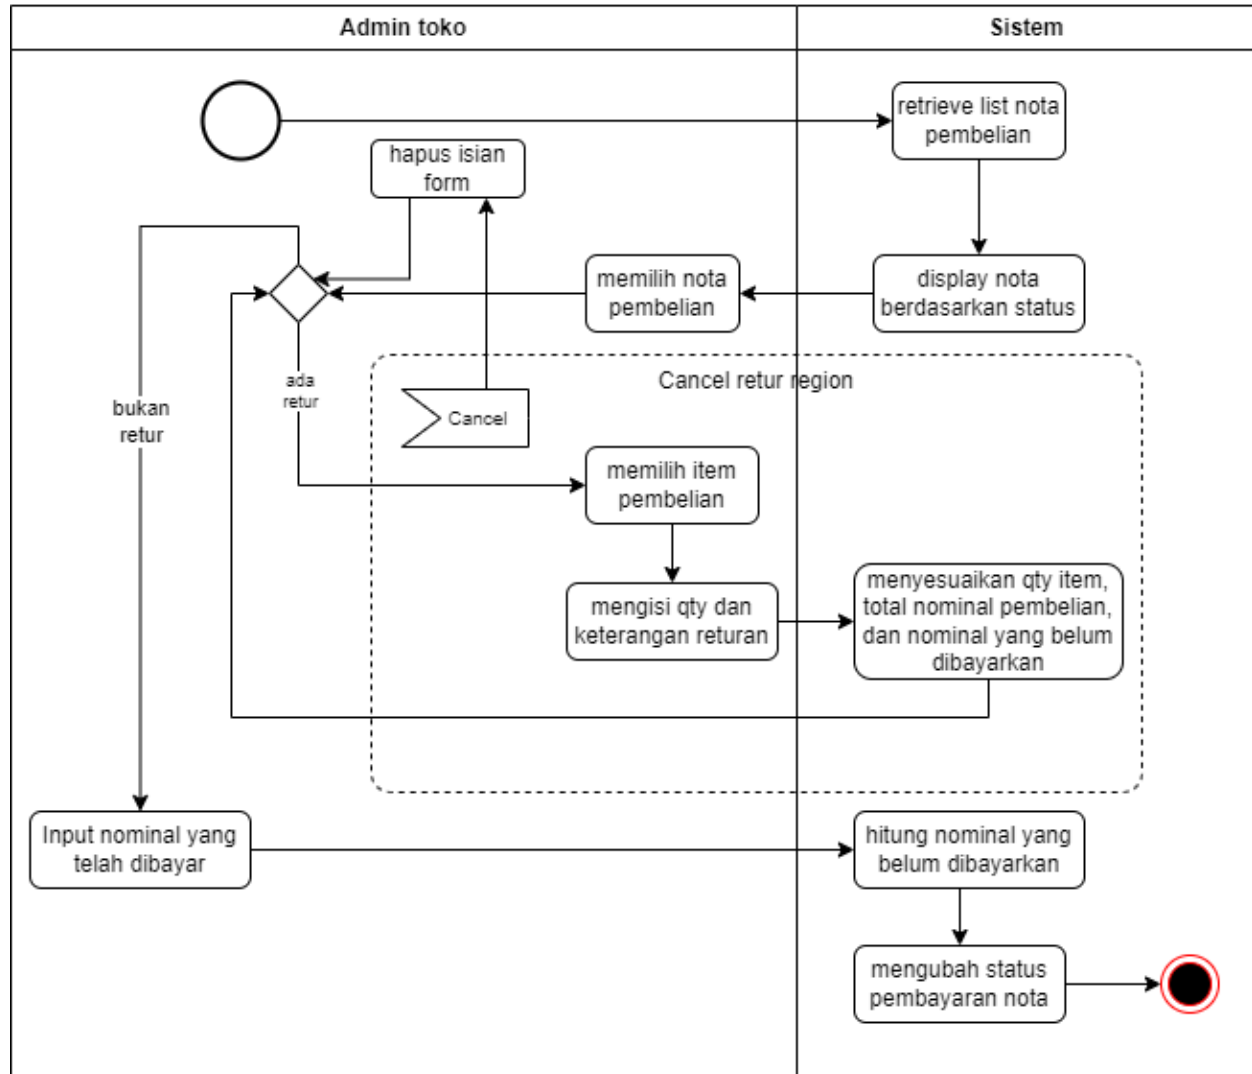 Admin toko
Sistem
retrieve list nota
pembelian
hapus isian
form
memilih nota
pembelian
display nota
berdasarkan status
Cancel retur region
ada
retur
bukan
retur
Cancel
memilih item
pembelian
mengisi qty dan
keterangan returan
menyesuaikan qty item,
total nominal pembelian,
dan nominal yang belum
dibayarkan
Input nominal yang
telah dibayar
hitung nominal yang
belum dibayarkan
mengubah status
pembayaran nota